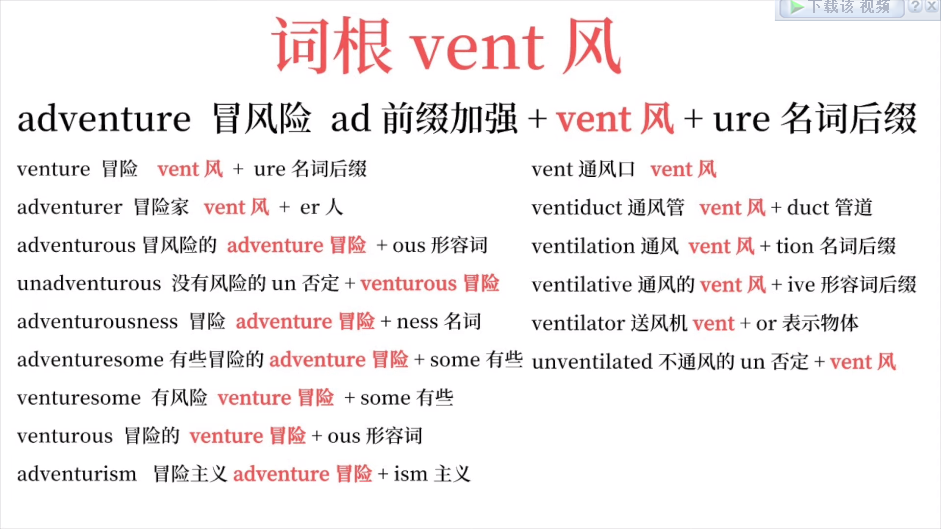 下载该 视频
词根 vent 风
adventure 冒风险 ad 前缀加强 + vent 风 + ure 名词后缀
venture 冒险 vent 风 + ure 名词后缀
adventurer 冒险家 vent 风 + er 人
adventurous 冒风险的 adventure 冒险 + ous 形容词
unadventurous 没有风险的 un 否定 + venturous 冒险
adventurousness 冒险 adventure 冒险 + ness 名词
adventuresome 有些冒险的 adventure 冒险 + some 有些
venturesome 有风险 venture 冒险 + some 有些
venturous 冒险的 venture 冒险 + ous 形容词
adventurism 冒险主义 adventure 冒险 + ism 主义
vent 通风口 vent 风
ventiduct 通风管 vent 风 + duct 管道
ventilation 通风 vent 风 + tion 名词后缀
ventilative 通风的 vent 风 + ive 形容词后缀
ventilator 送风机 vent + or 表示物体
unventilated 不通风的 un 否定 + vent 风